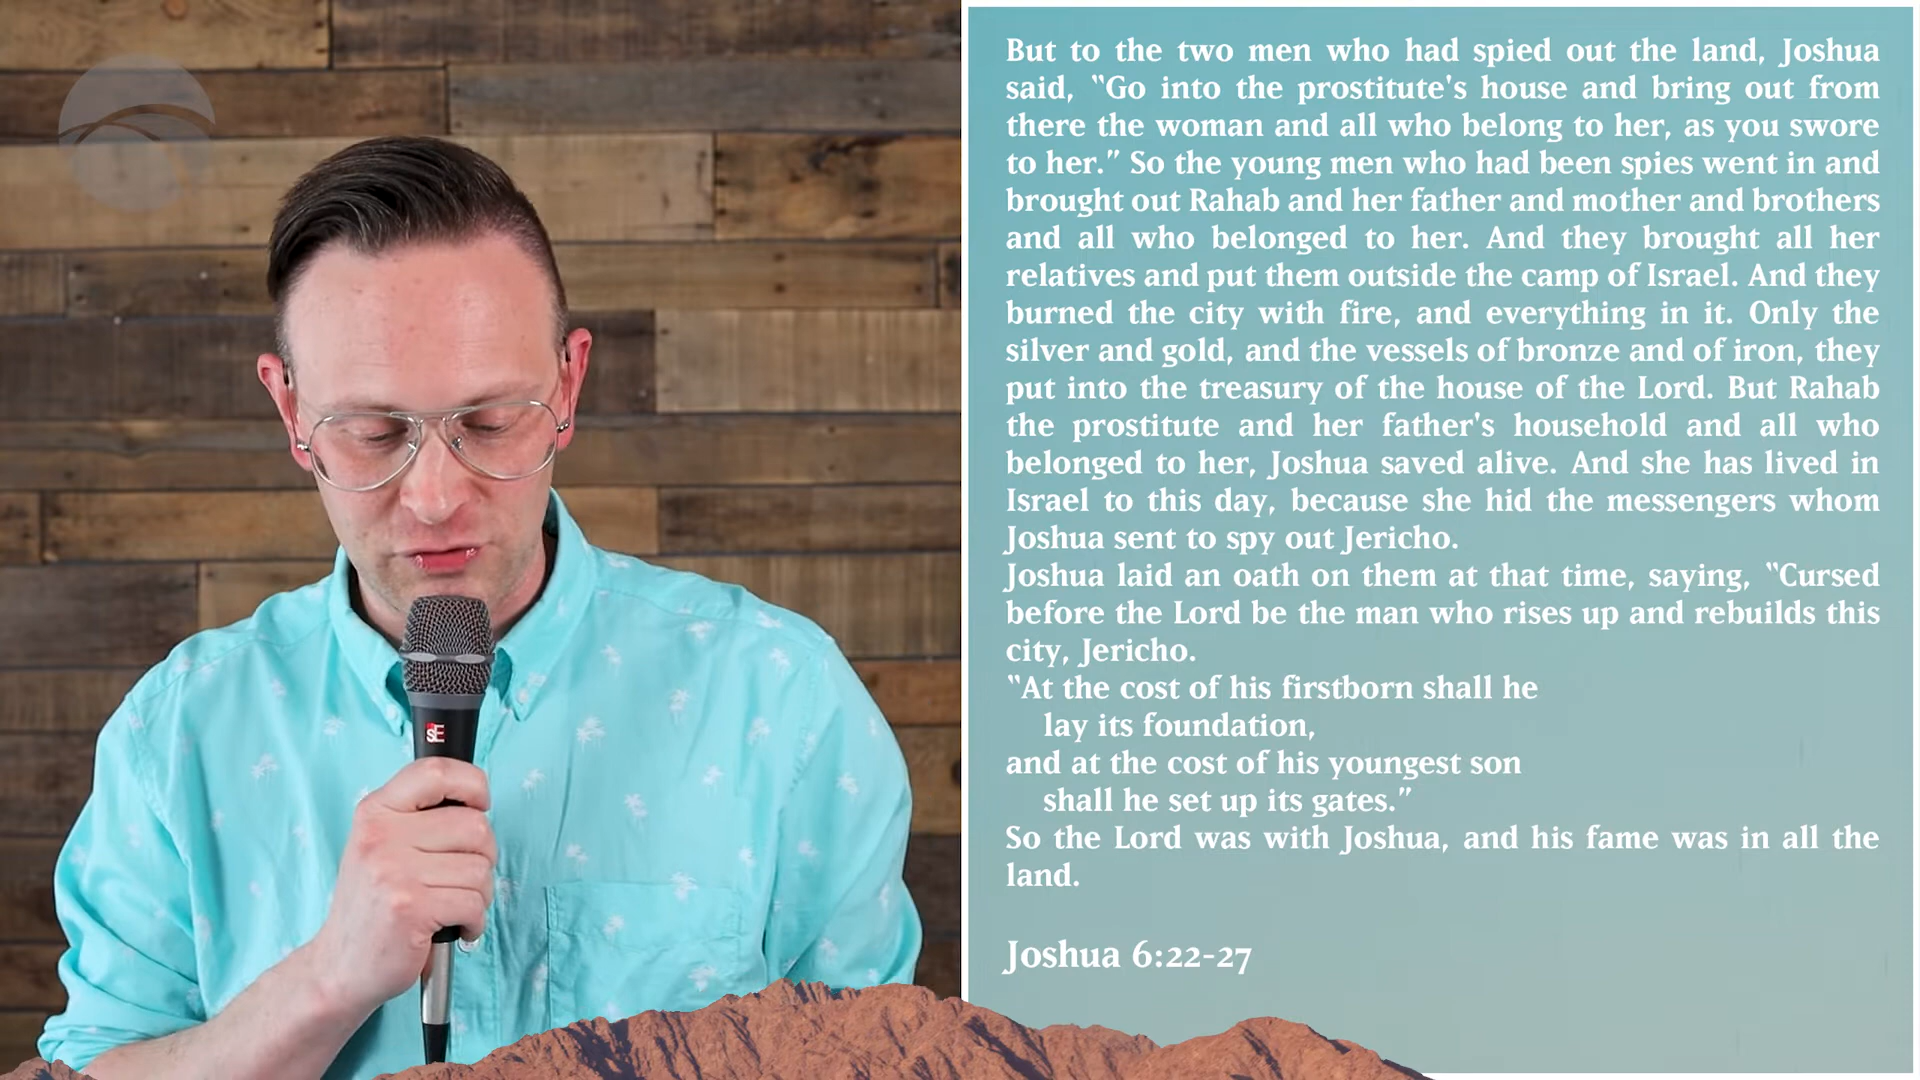 But to the two men who had spied out the land, Joshua
said, “Go into the prostitute's house and bring out from
there the woman and all who belong to her, as you swore
to her.” So the young men who had been spies went in and
brought out Rahab and her father and mother and brothers
and all who belonged to her. And they brought all her
relatives and put them outside the camp of Israel. And they
burned the city with fire, and everything in it. Only the
silver and gold, and the vessels of bronze and of iron, they
put into the treasury of the house of the Lord. But Rahab
the prostitute and her father's household and all who
belonged to her, Joshua saved alive. And she has lived in
Israel to this day, because she hid the messengers whom
Joshua sent to spy out Jericho.
Joshua laid an oath on them at that time, saying, “Cursed
before the Lord be the man who rises up and rebuilds this
city, Jericho.
“At the cost of his firstborn shall he
lay its foundation,
and at the cost of his youngest son
shall he set up its gates.”
So the Lord was with Joshua, and his fame was in all the
land.
Joshua 6:22-27
sE